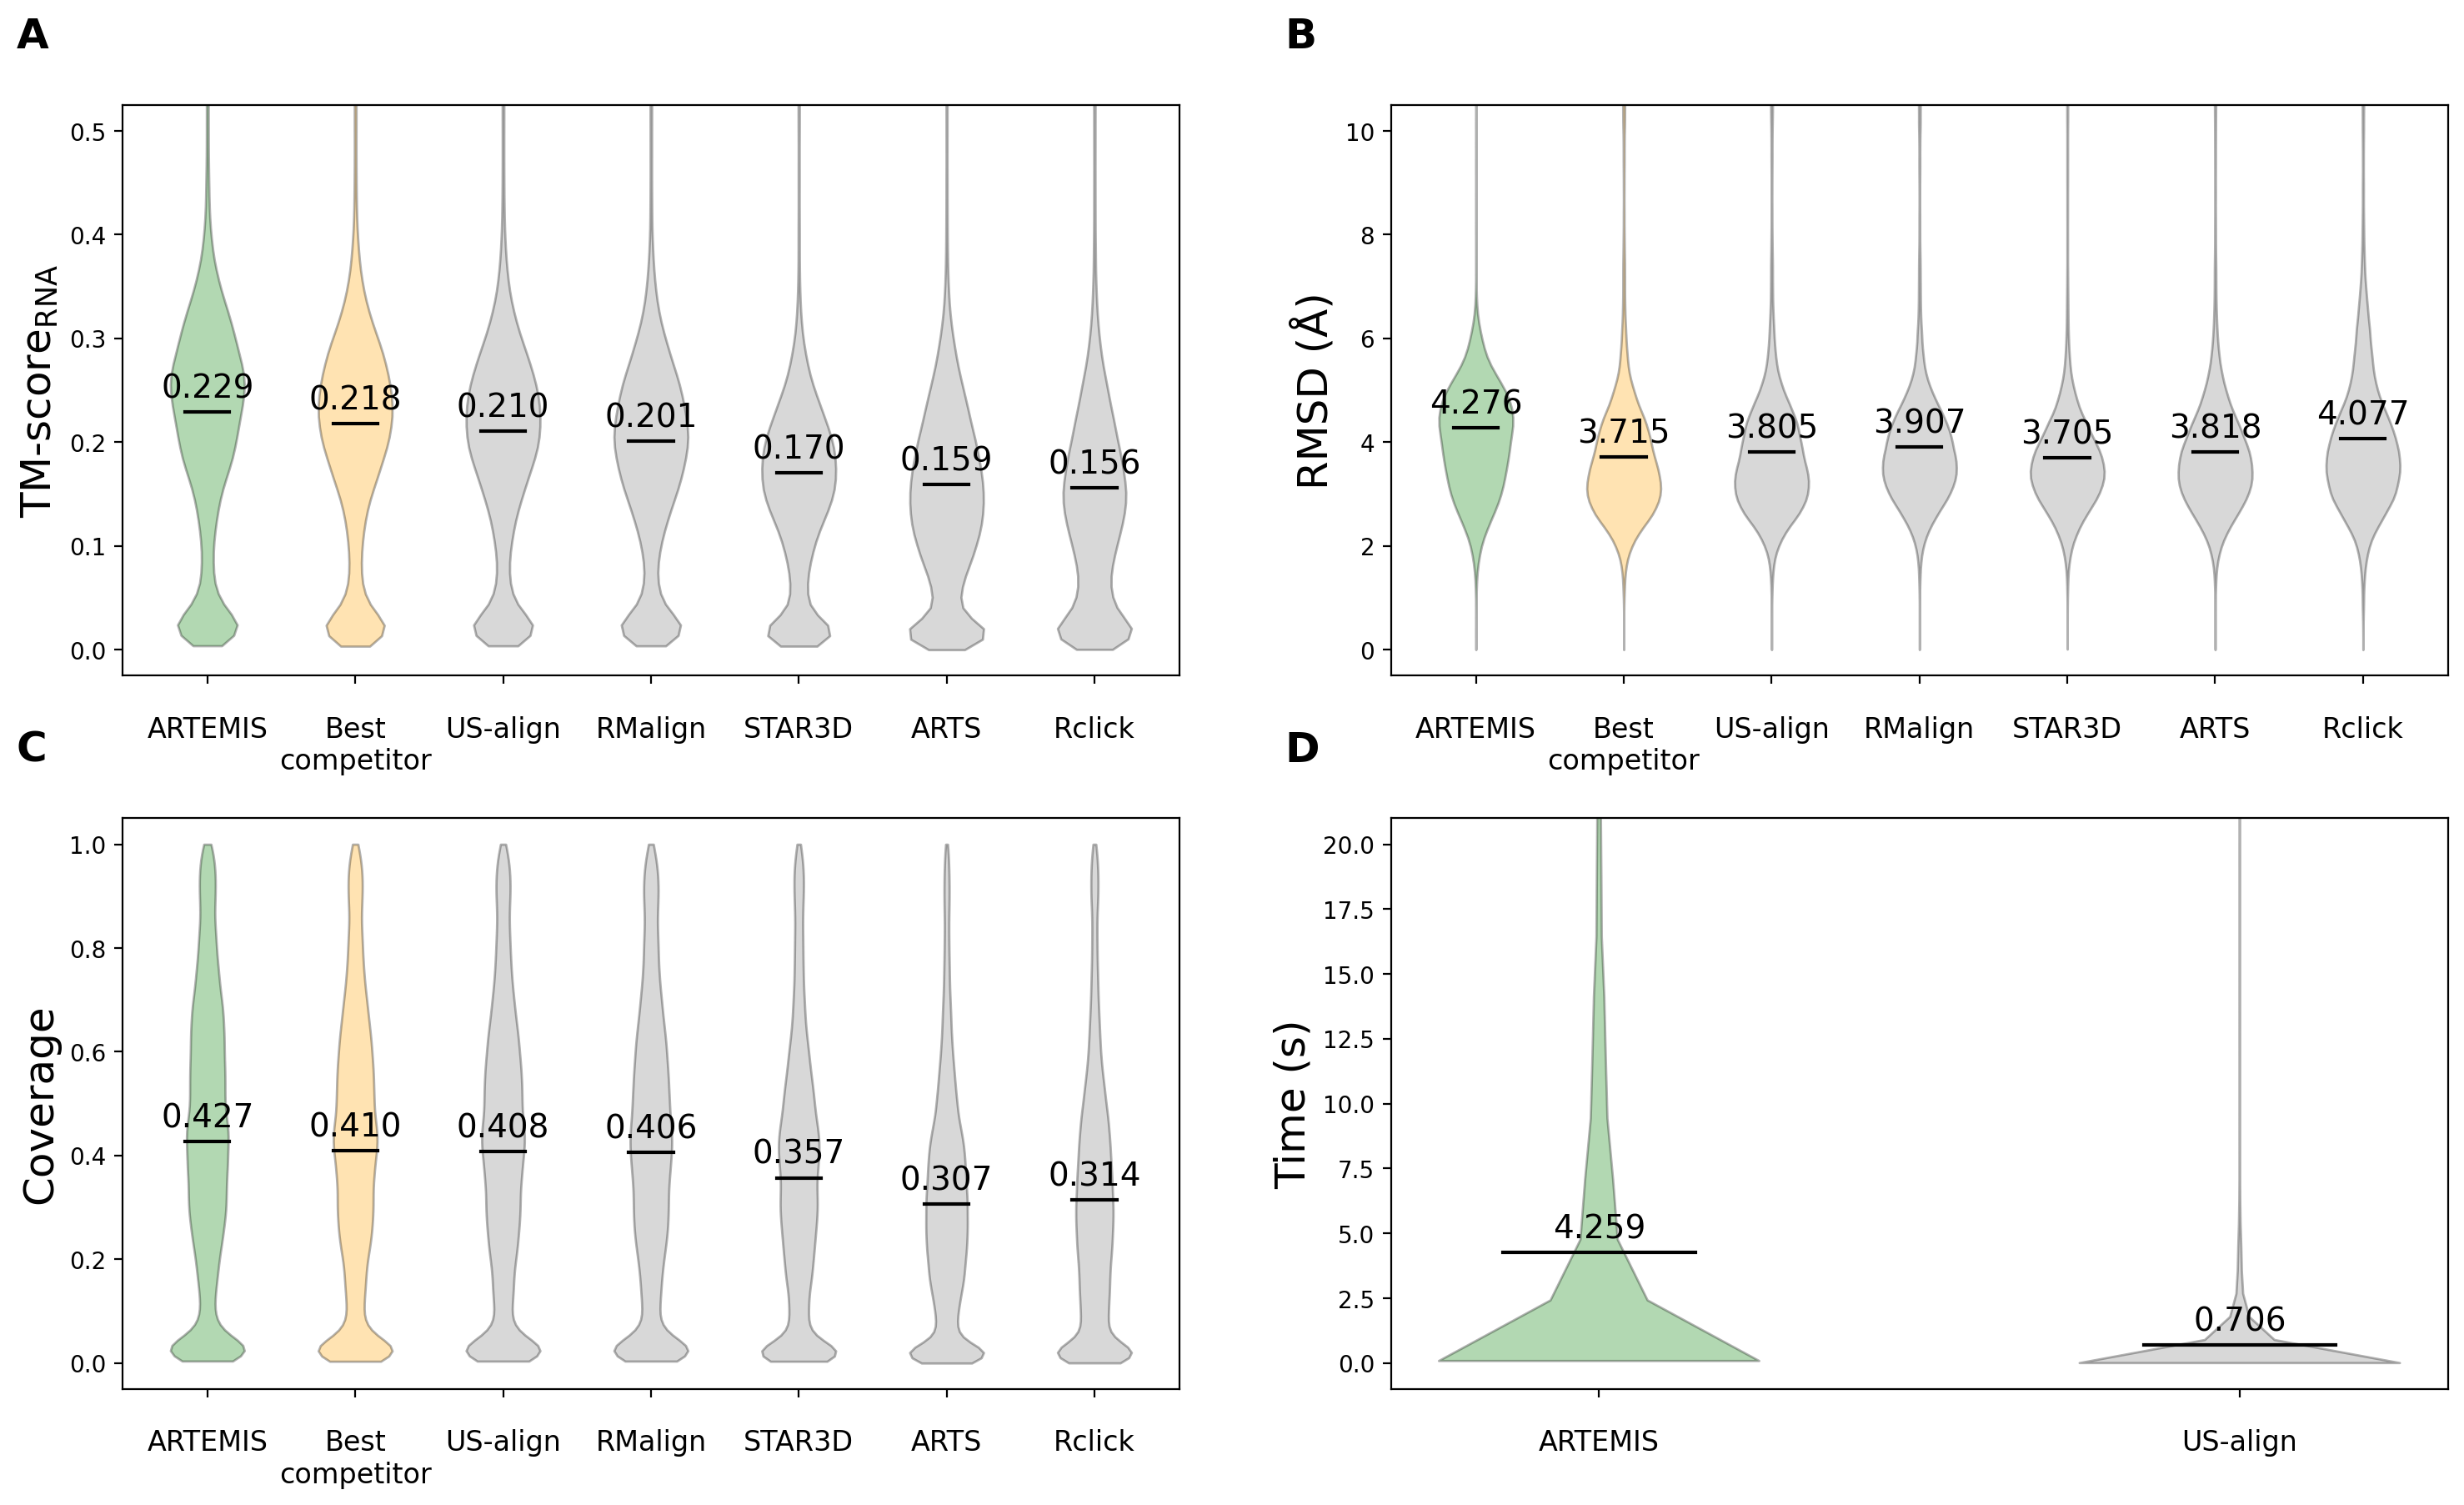 A
TM-scoreRNA
0.5
0.4
0.3
0.2
0.1
0.0
0.229
0.218
0.210
0.201
0.170
0.159
0.156
ARTEMIS
Best
competitor
US-align
RMalign
STAR3D
ARTS
Rclick
B
RMSD (Å)
10
8
6
4
2
0
4.276
3.715
3.805
3.907
3.705
3.818
4.077
ARTEMIS
Best
competitor
US-align
RMalign
STAR3D
ARTS
Rclick
C
Coverage
1.0
0.8
0.6
0.4
0.2
0.0
0.427
0.410
0.408
0.406
0.357
0.307
0.314
ARTEMIS
Best
competitor
US-align
RMalign
STAR3D
ARTS
Rclick
D
Time (s)
20.0
17.5
15.0
12.5
10.0
7.5
5.0
2.5
0.0
4.259
0.706
ARTEMIS
US-align